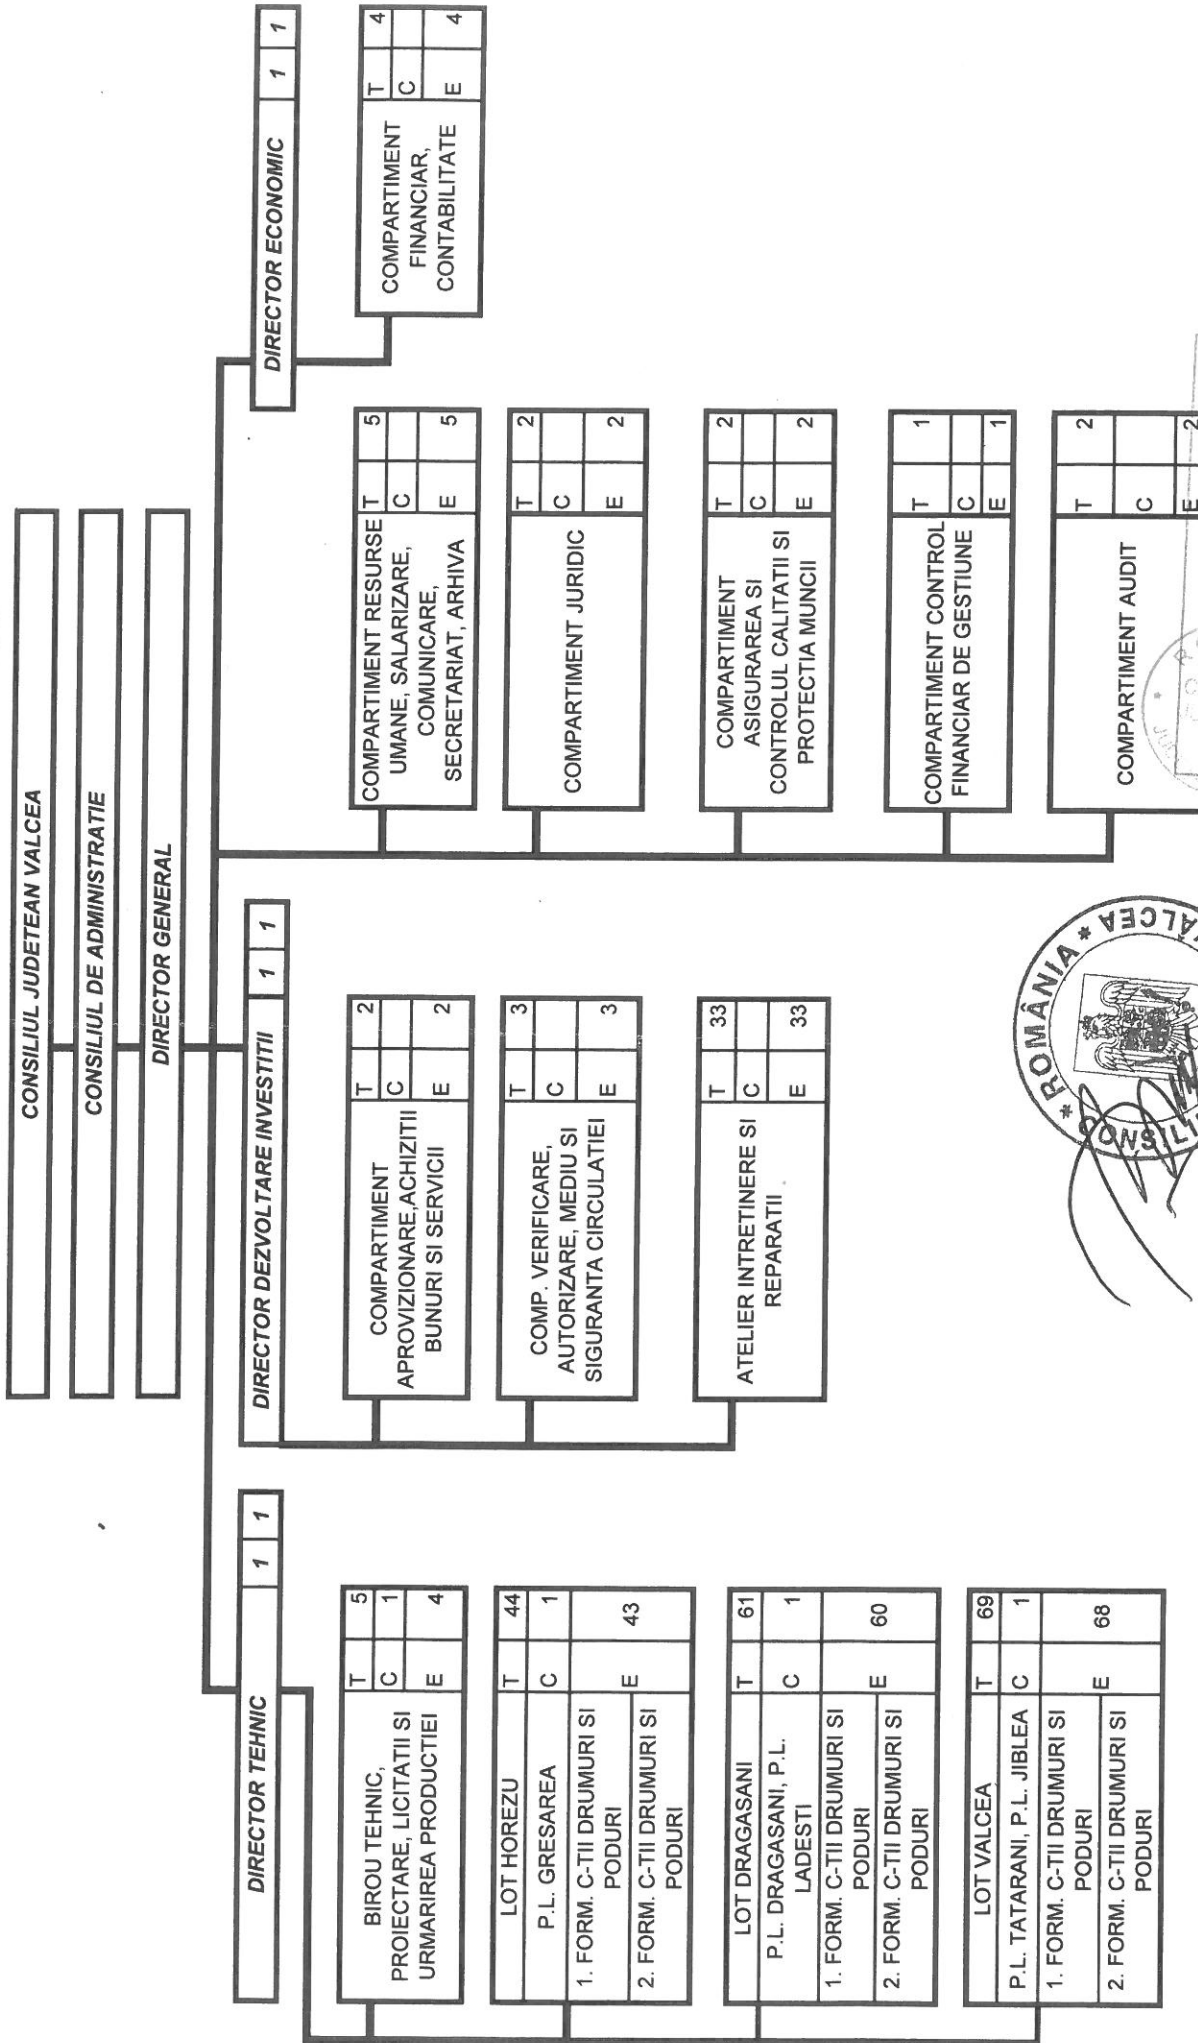 CONSILIUL JUDETEAN VALCEA
CONSILIUL DE ADMINISTRATIE
DIRECTOR GENERAL
DIRECTOR TEHNIC 1 1
BIROU TEHNIC, T 5
PROIECTARE, LICITATII SI C 1
URMARIREA PRODUCTIEI E 4
LOT HOREZU T 44
P.L. GRESAREA C 1
1. FORM. C-TII DRUMURI SI
PODURI
E 43
2. FORM. C-TII DRUMURI SI
PODURI
LOT DRAGASANI T 61
P.L. DRAGASANI, P.L. C 1
LADESTI
1. FORM. C-TII DRUMURI SI
PODURI
E 60
2. FORM. C-TII DRUMURI SI
PODURI
LOT VALCEA T 69
P.L. TATARANI, P.L. JIBLEA C 1
1. FORM. C-TII DRUMURI SI
PODURI
E 68
2. FORM. C-TII DRUMURI SI
PODURI
DIRECTOR DEZVOLTARE INVESTITII 1 1
COMPARTIMENT T 2
APROVIZIONARE,ACHIZITII C
BUNURI SI SERVICII E 2
COMP. VERIFICARE, T 3
AUTORIZARE, MEDIU SI C
SIGURANTA CIRCULATIEI E 3
ATELIER INTRETINERE SI T 33
REPARATII C
E 33
COMPARTIMENT RESURSE T 5
UMANE, SALARIZARE, C
COMUNICARE,
SECRETARIAT, ARHIVA E 5
COMPARTIMENT JURIDIC T 2
C
E 2
COMPARTIMENT T 2
ASIGURAREA SI C
CONTROLUL CALITATII SI E 2
PROTECTIA MUNCII
COMPARTIMENT CONTROL T 1
FINANCIAR DE GESTIUNE C
E 1
COMPARTIMENT AUDIT T 2
C
E 2
DIRECTOR ECONOMIC 1 1
COMPARTIMENT T 4
FINANCIAR, C
CONTABILITATE E 4
* ROMÂNIA *